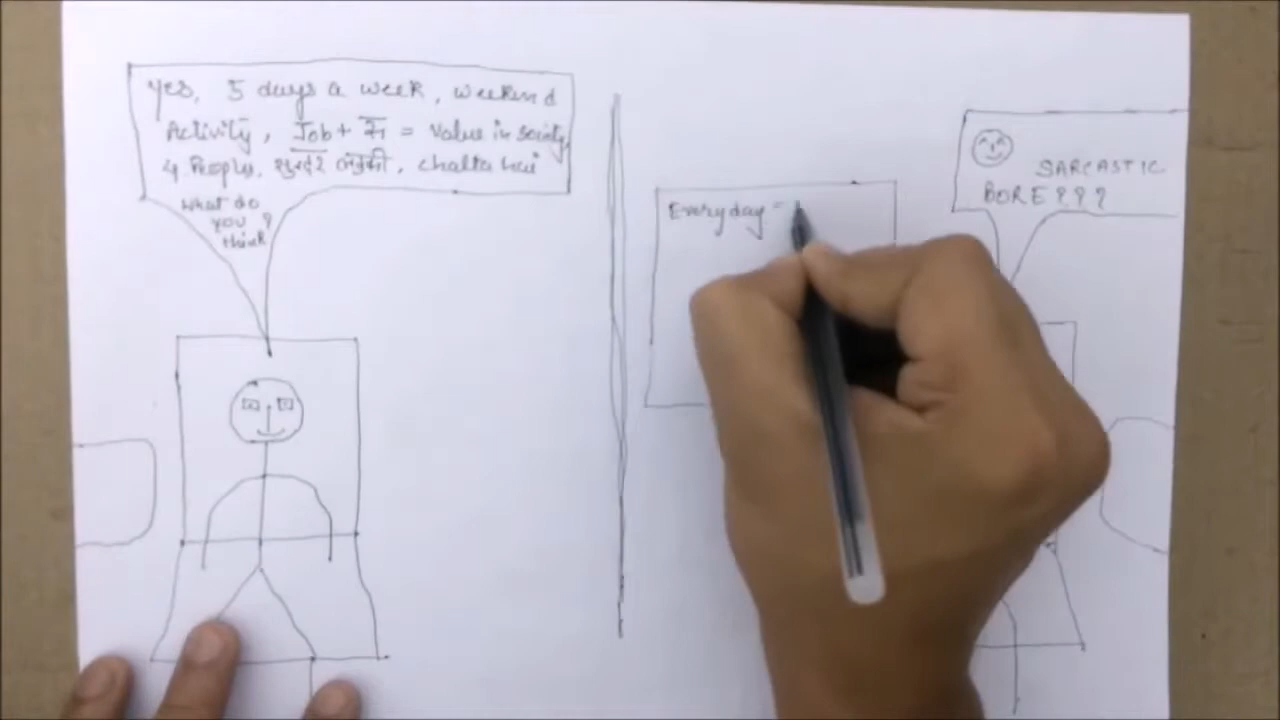 Yes, 5 days a week, weekend
Activity, Job + पैसे = Value in society
4 People, सुन्दर लड़की, chalta hai
What do
you ?
think
Everyday =
SARCASTIC
BORE ? ? ?